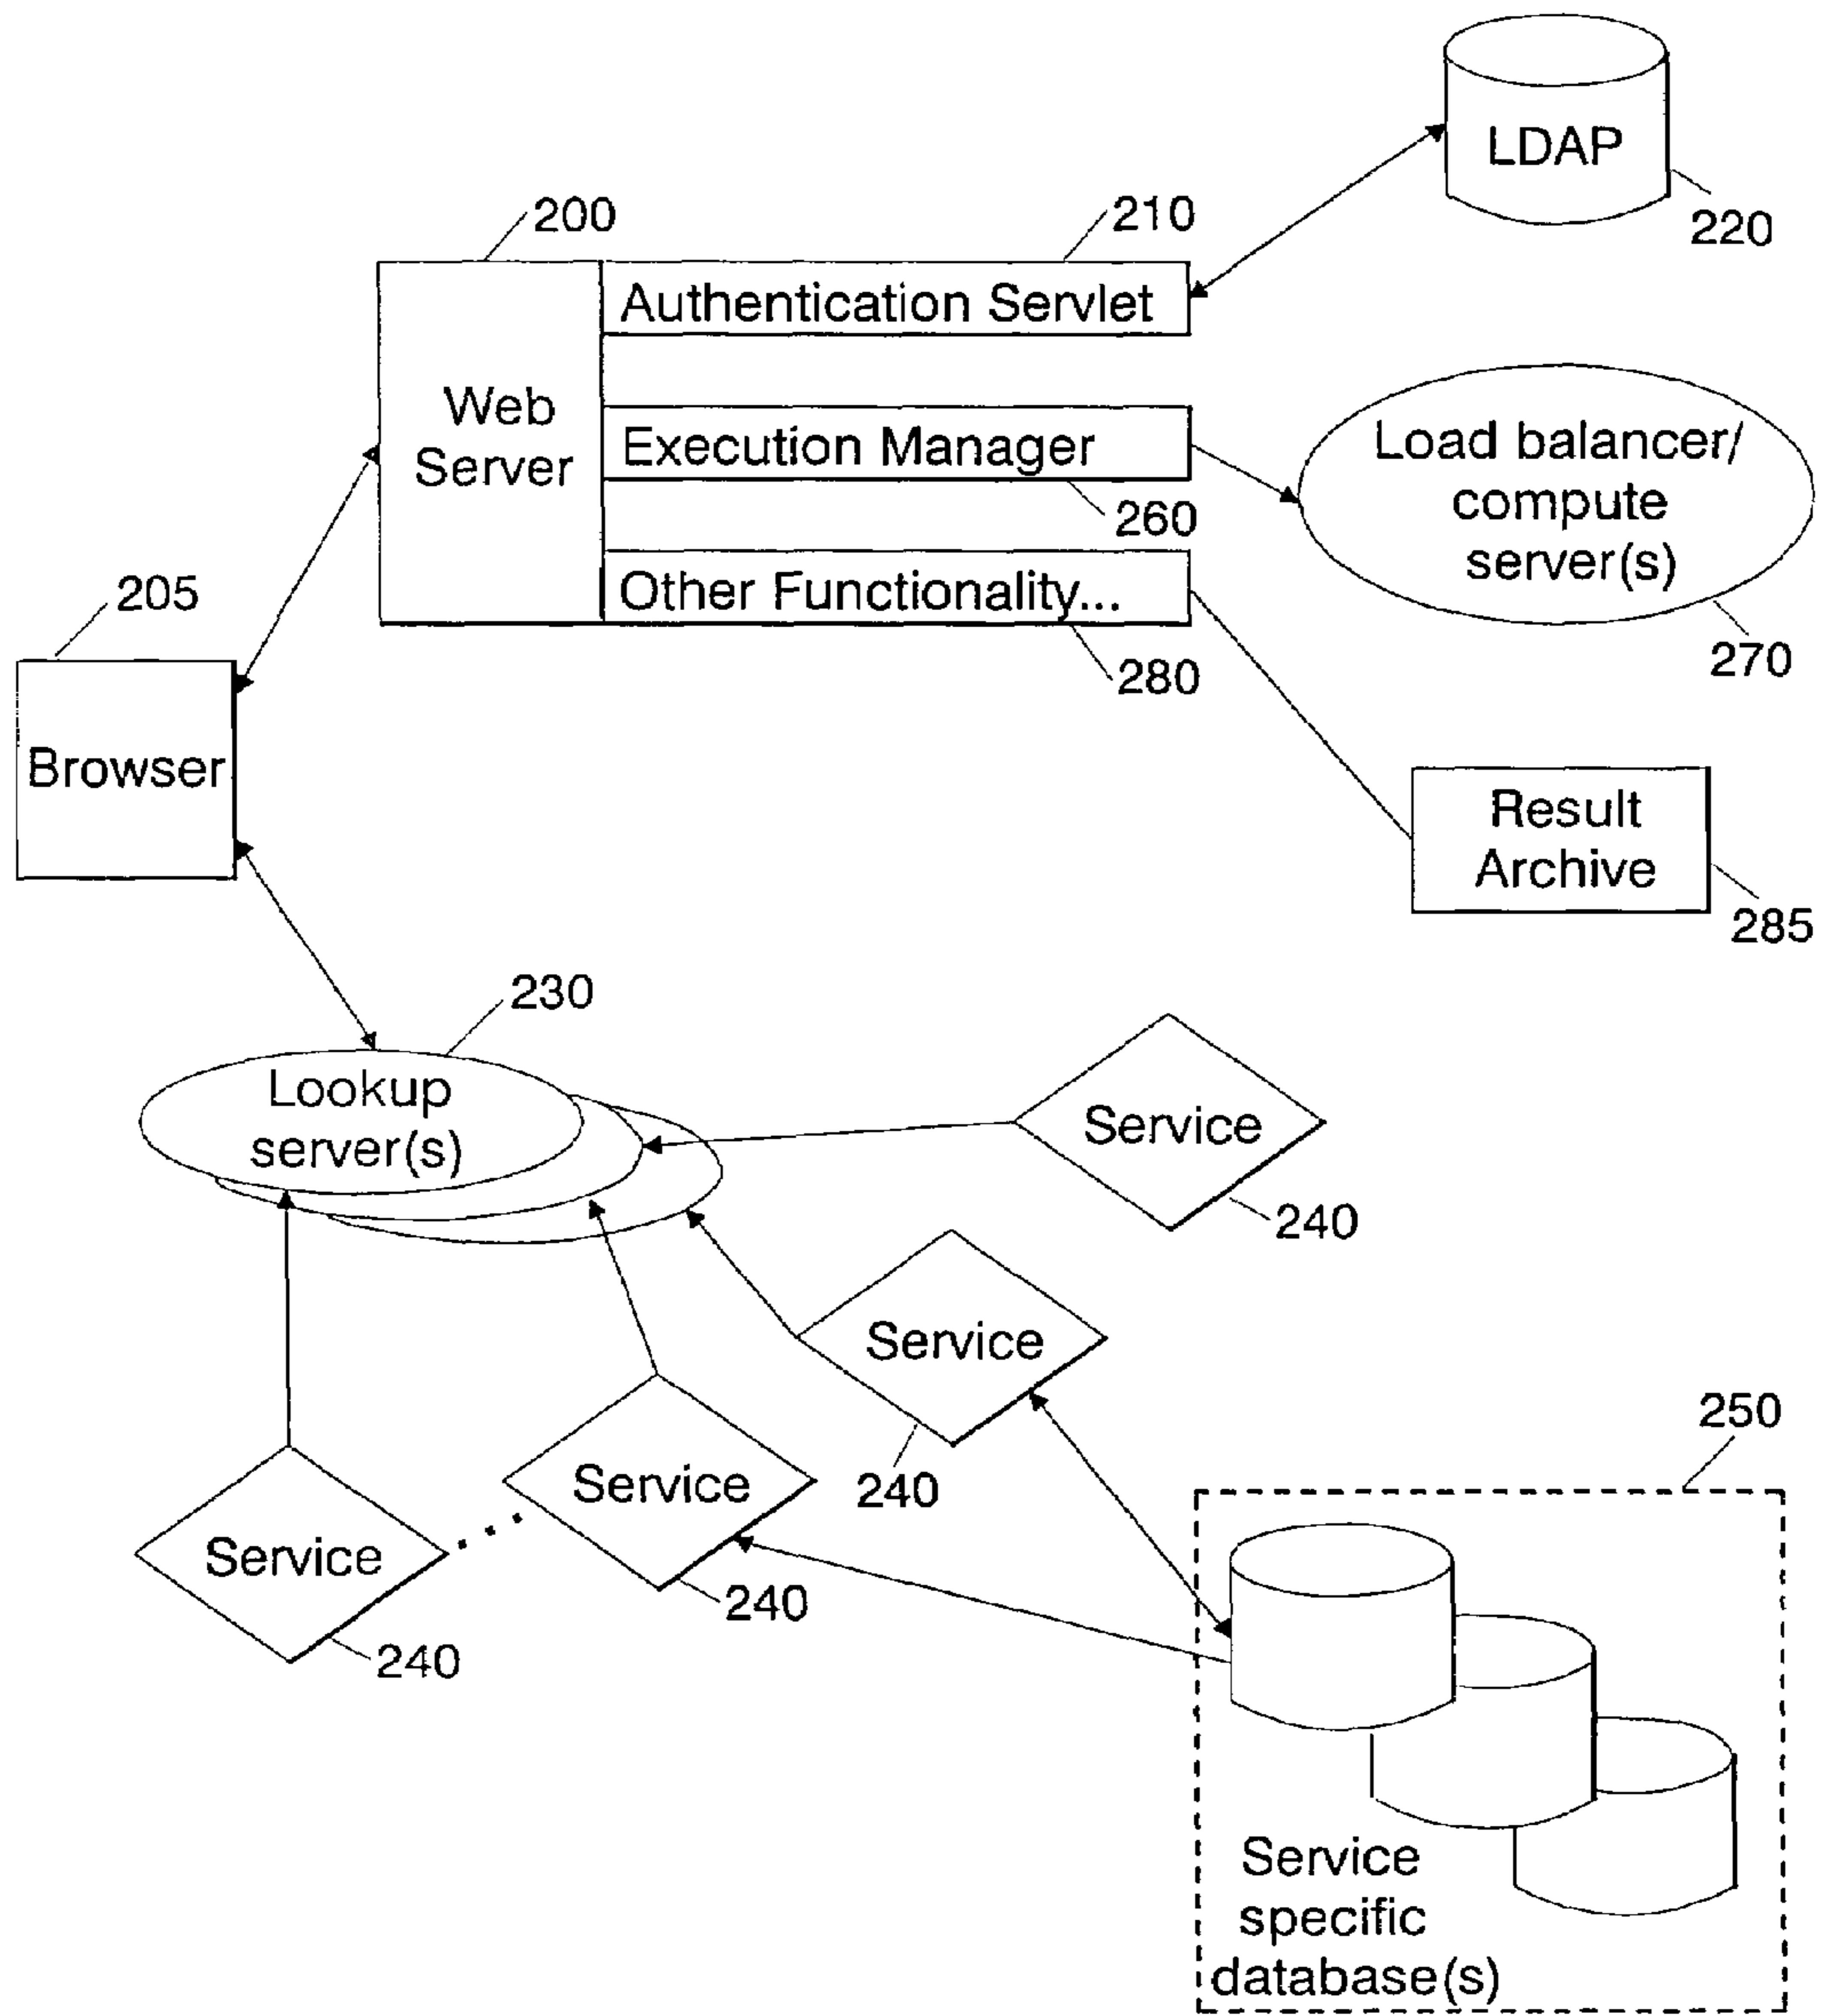 LDAP
220
200
210
Authentication Servlet
Web
Server
Execution Manager
260
Load balancer/
compute
server(s)
270
Other Functionality...
280
205
Browser
Result
Archive
285
230
Lookup
server(s)
Service
240
Service
240
Service
240
Service
240
250
Service
specific
database(s)